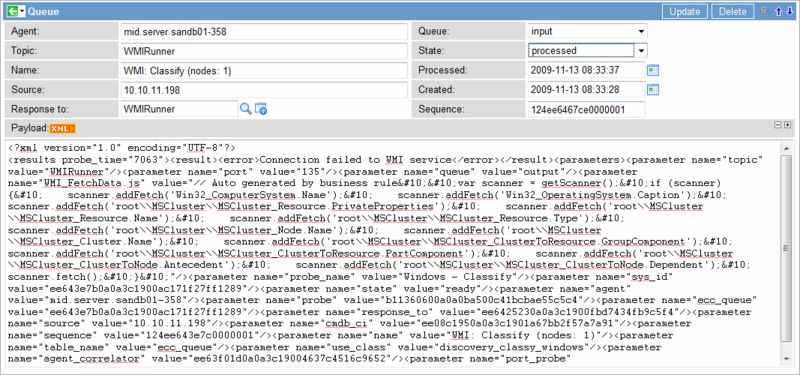 Queue
Update Delete
Agent: mid.server.sandb01-358 Queue: input
Topic: WMIRunner State: processed
Name: WMI: Classify (nodes: 1) Processed: 2009-11-13 08:33:37
Source: 10.10.11.198 Created: 2009-11-13 08:33:28
Response to: WMIRunner Sequence: 124ee6467ce0000001
Payload: XML
<?xml version="1.0" encoding="UTF-8"?>
<results probe_time="7063"><result><error>Connection failed to WMI service</error></result><parameters><parameter name="topic"
value="WMIRunner"/><parameter name="port" value="135"/><parameter name="queue" value="output"/><parameter
name="WMI_FetchData.js" value="// Auto generated by business rule&#10;&#10;var scanner = getScanner();&#10;if (scanner)
{&#10;    scanner.addFetch('Win32_ComputerSystem.Name');&#10;    scanner.addFetch('Win32_OperatingSystem.Caption');&#10;
scanner.addFetch('root\\MSCluster\\MSCluster_Resource.PrivateProperties');&#10;    scanner.addFetch('root\\MSCluster
\\MSCluster_Resource.Name');&#10;    scanner.addFetch('root\\MSCluster\\MSCluster_Resource.Type');&#10;
scanner.addFetch('root\\MSCluster\\MSCluster_Node.Name');&#10;    scanner.addFetch('root\\MSCluster
\\MSCluster_Cluster.Name');&#10;    scanner.addFetch('root\\MSCluster\\MSCluster_ClusterToResource.GroupComponent');&#10;
scanner.addFetch('root\\MSCluster\\MSCluster_ClusterToResource.PartComponent');&#10;    scanner.addFetch('root\\MSCluster
\\MSCluster_ClusterToNode.Antecedent');&#10;    scanner.addFetch('root\\MSCluster\\MSCluster_ClusterToNode.Dependent');&#10;
scanner.fetch();&#10;}&#10;"/><parameter name="probe_name" value="Windows - Classify"/><parameter name="sys_id"
value="ee643e7b0a0a3c1900ac171f27ff1289"/><parameter name="state" value="ready"/><parameter name="agent"
value="mid.server.sandb01-358"/><parameter name="probe" value="b11360600a0a0ba500c41bcbae55c5c4"/><parameter name="ecc_queue"
value="ee643e7b0a0a3c1900ac171f27ff1289"/><parameter name="response_to" value="ee6425230a0a3c1900fbd7434fb9c5f4"/><parameter
name="source" value="10.10.11.198"/><parameter name="cmdb_ci" value="ee08c1950a0a3c1901a67bb2f57a7a91"/><parameter
name="sequence" value="124ee643e7c0000001"/><parameter name="name" value="WMI: Classify (nodes: 1)"/><parameter
name="table_name" value="ecc_queue"/><parameter name="use_class" value="discovery_classy_windows"/><parameter
name="agent_correlator" value="ee63f01d0a0a3c19004637c4516c9652"/><parameter name="port_probe"